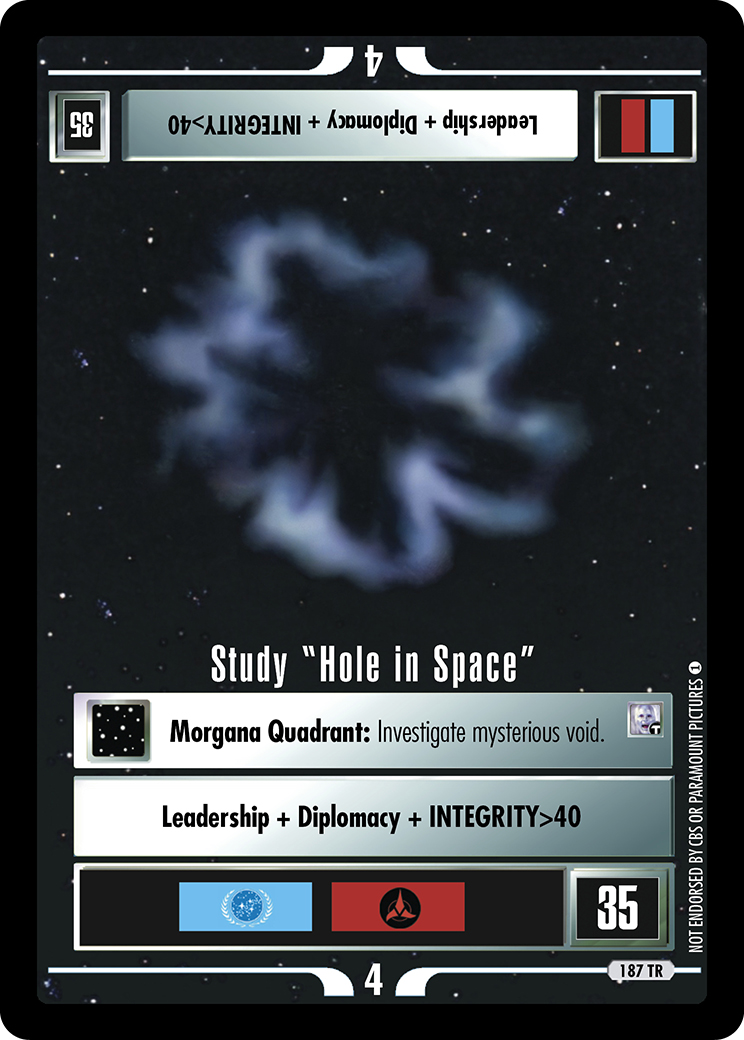 4
35
Leadership + Diplomacy + INTEGRITY>40
Study “Hole in Space”
Morgana Quadrant: Investigate mysterious void.
T
Leadership + Diplomacy + INTEGRITY>40
35
4
187 TR
NOT ENDORSED BY CBS OR PARAMOUNT PICTURES 1